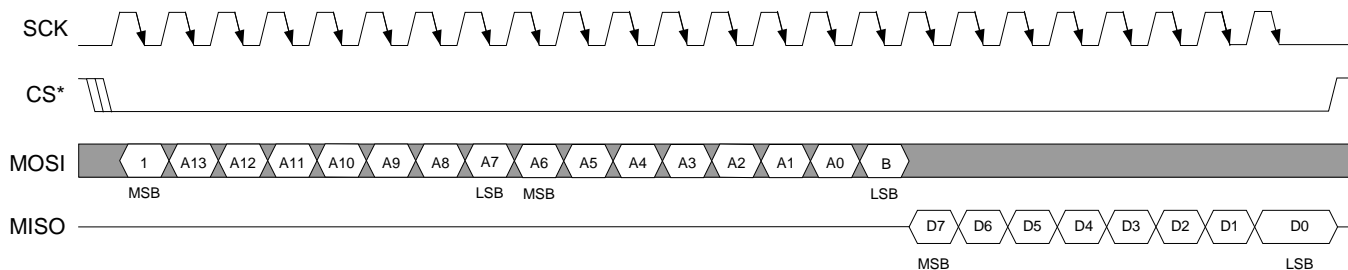 SCK
CS*
MOSI 1 A13 A12 A11 A10 A9 A8 A7 A6 A5 A4 A3 A2 A1 A0 B
MSB LSB MSB LSB
MISO D7 D6 D5 D4 D3 D2 D1 D0
MSB LSB